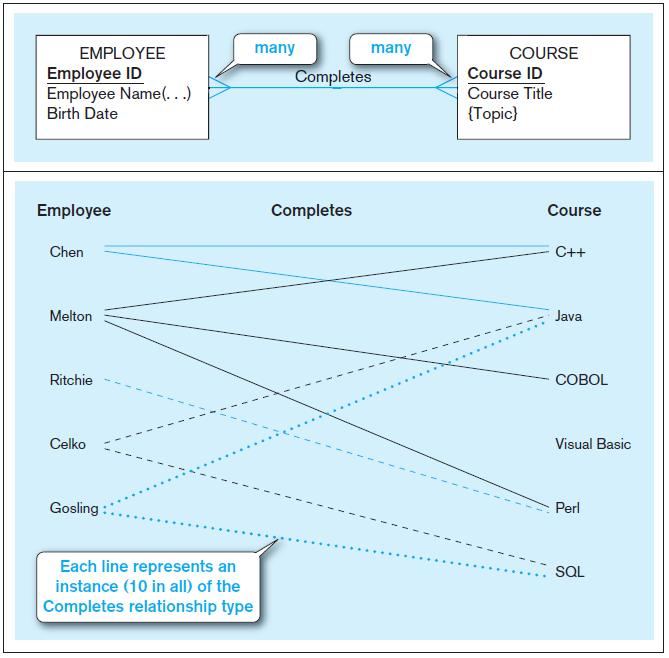 EMPLOYEE
Employee ID
Employee Name(. . .)
Birth Date
many
many
Completes
COURSE
Course ID
Course Title
{Topic}
Employee
Completes
Course
Chen
C++
Melton
Java
Ritchie
COBOL
Celko
Visual Basic
Gosling
Perl
SQL
Each line represents an
instance (10 in all) of the
Completes relationship type